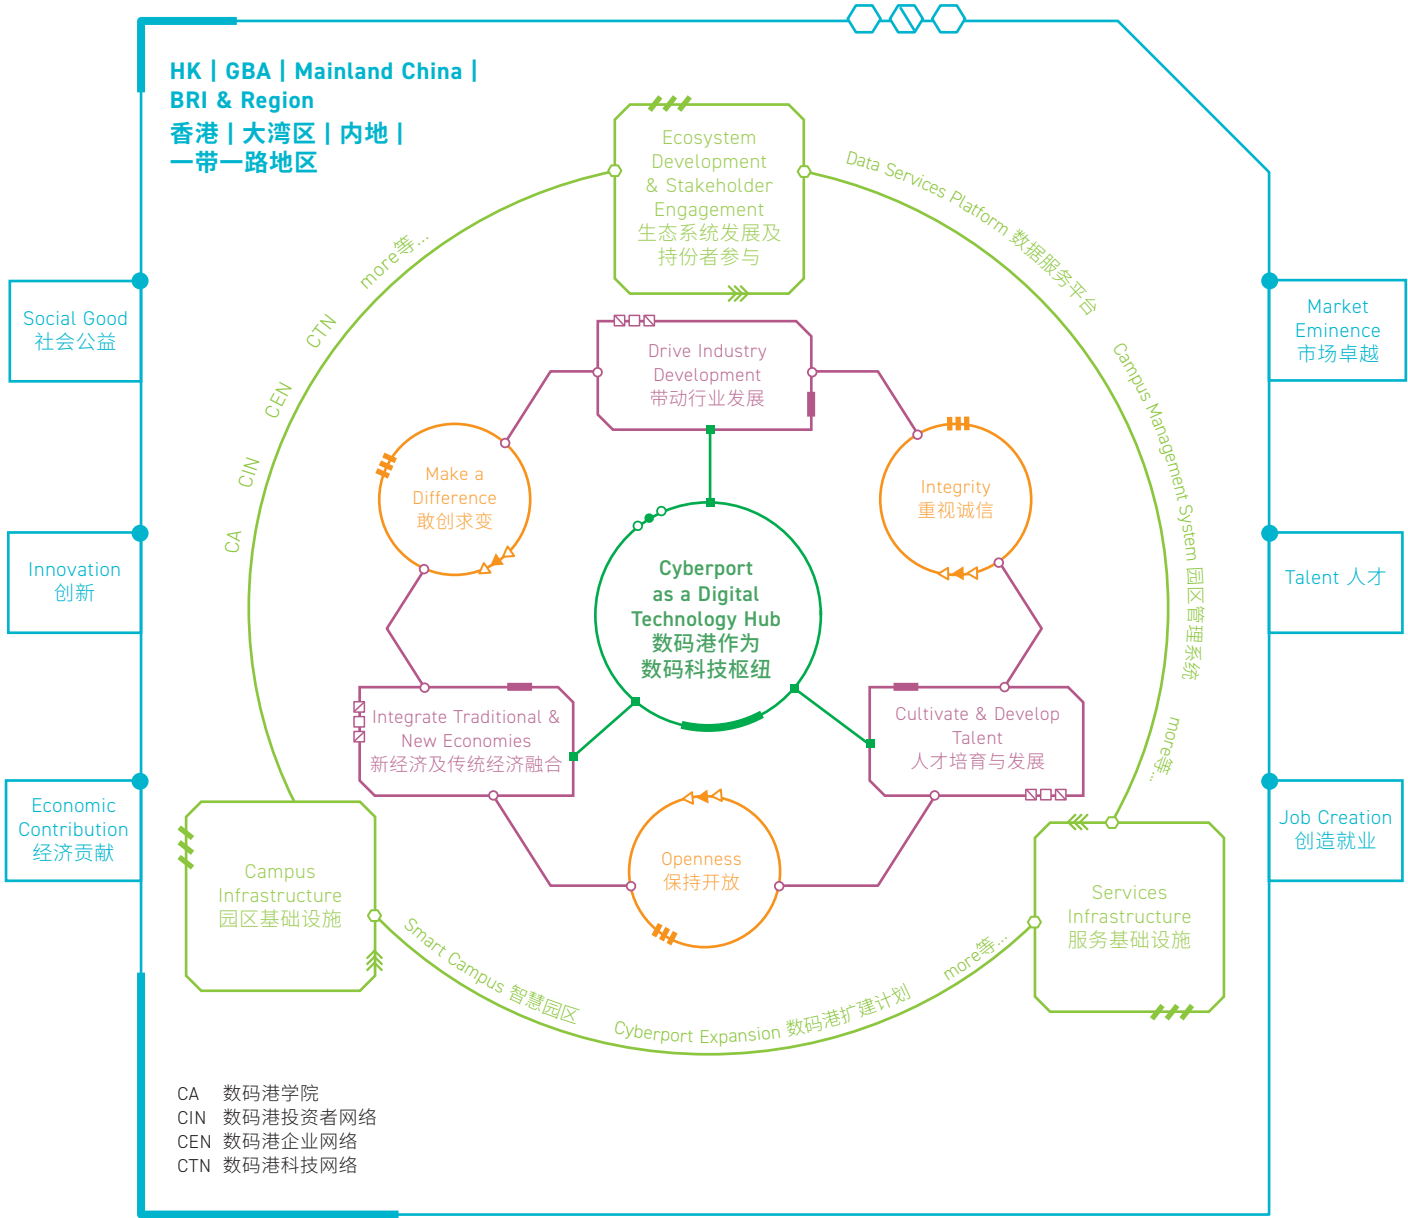 HK | GBA | Mainland China |
BRI & Region
香港 | 大湾区 | 内地 |
一带一路地区
Ecosystem
Development
& Stakeholder
Engagement
生态系统发展及
持份者参与
Data Services Platform 数据服务平台
Campus Management System 园区管理系统
more等...
more等...
CTN
CEN
CIN
CA
Social Good
社会公益
Innovation
创新
Economic
Contribution
经济贡献
Market
Eminence
市场卓越
Talent 人才
Job Creation
创造就业
Drive Industry
Development
带动行业发展
Make a
Difference
敢创求变
Integrity
重视诚信
Cyberport
as a Digital
Technology Hub
数码港作为
数码科技枢纽
Integrate Traditional &
New Economies
新经济及传统经济融合
Cultivate & Develop
Talent
人才培育与发展
Openness
保持开放
Campus
Infrastructure
园区基础设施
Services
Infrastructure
服务基础设施
Smart Campus 智慧园区
Cyberport Expansion 数码港扩建计划
more等...
CA 数码港学院
CIN 数码港投资者网络
CEN 数码港企业网络
CTN 数码港科技网络